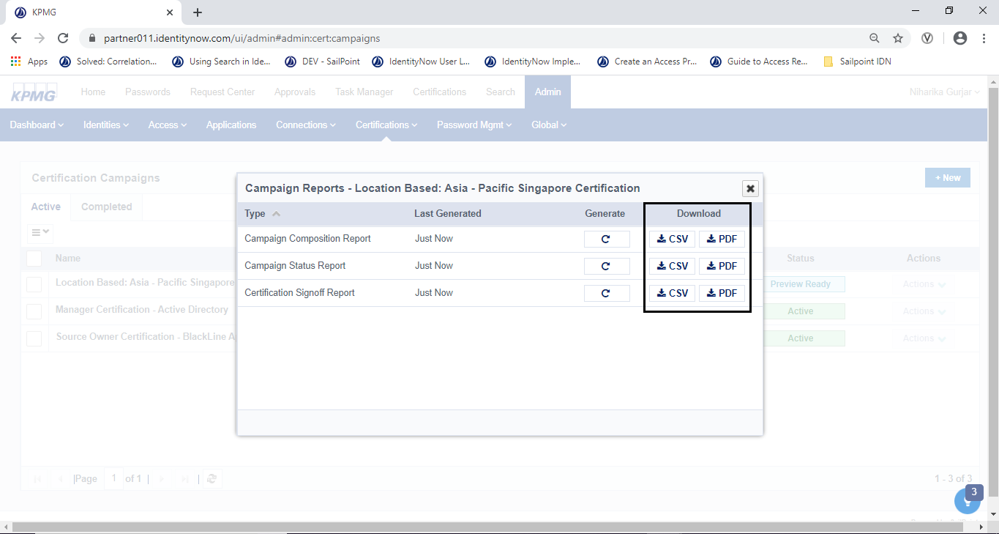 KPMG
partner011.identitynow.com/ui/admin#admin:cert:campaigns
Apps Solved: Correlation... Using Search in Ide... DEV - SailPoint IdentityNow User L... IdentityNow Imple... Create an Access Pr... Guide to Access Re... Sailpoint IDN
KPMG Home Passwords Request Center Approvals Task Manager Certifications Search Admin Niharika Gurjar
Dashboard Identities Access Applications Connections Certifications Password Mgmt Global
Certification Campaigns + New
Campaign Reports - Location Based: Asia - Pacific Singapore Certification
Active Completed
Type Last Generated Generate Download
Campaign Composition Report Just Now CSV PDF
Campaign Status Report Just Now CSV PDF
Certification Signoff Report Just Now CSV PDF
Name Status Actions
Location Based: Asia - Pacific Singapore Preview Ready Actions
Manager Certification - Active Directory Active Actions
Source Owner Certification - BlackLine Active Actions
Page 1 of 1 1 - 3 of 3
3